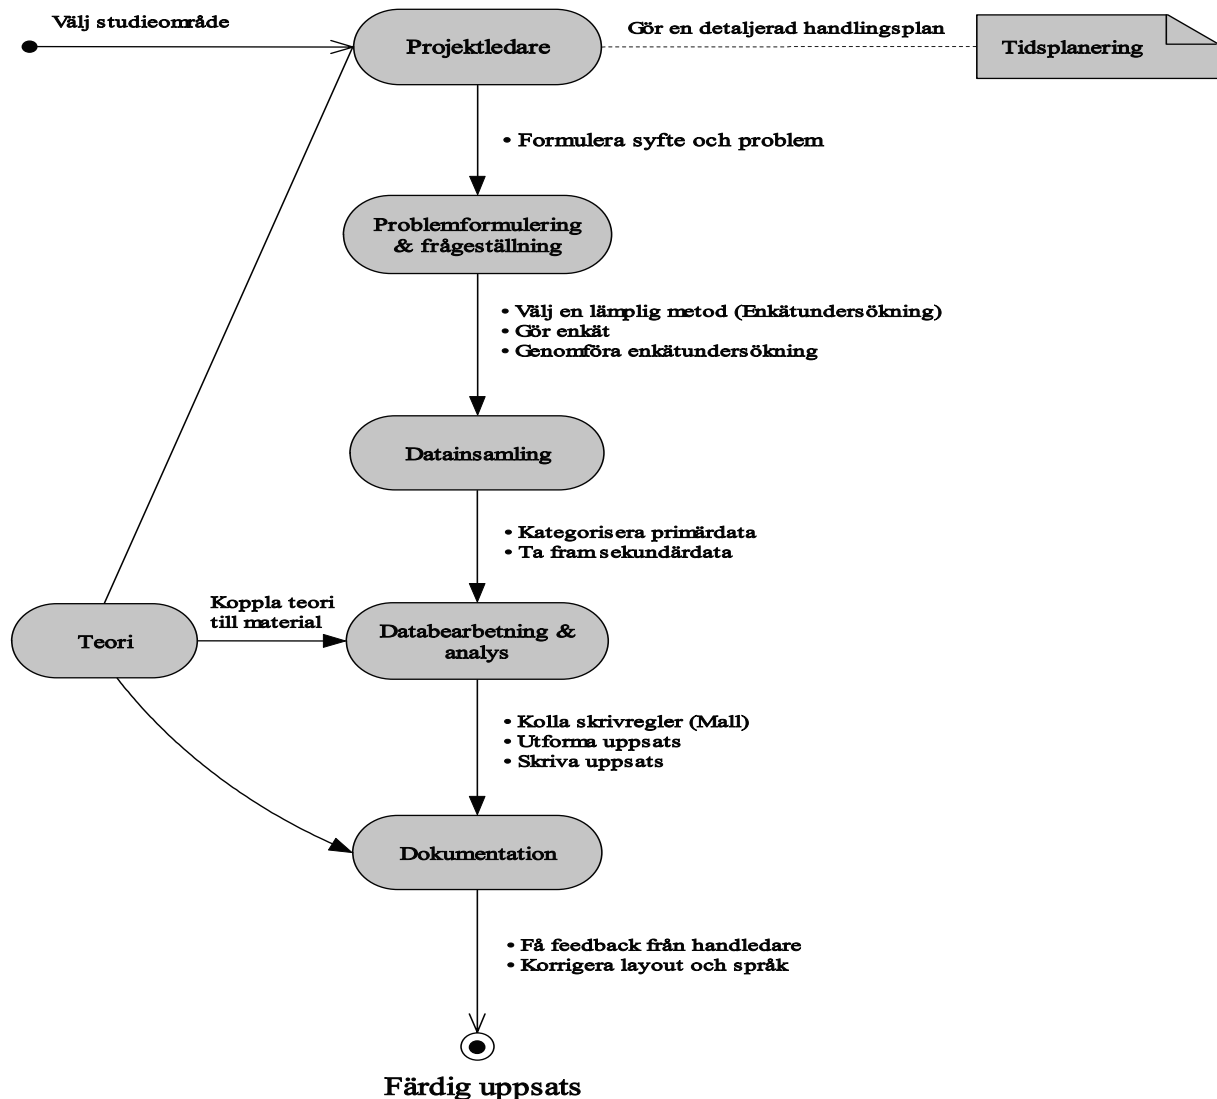 Välj studieområde
Projektledare
Gör en detaljerad handlingsplan
Tidsplanering
• Formulera syfte och problem
Problemformulering
& frågeställning
• Välj en lämplig metod (Enkätundersökning)
• Gör enkät
• Genomföra enkätundersökning
Datainsamling
• Kategorisera primärdata
• Ta fram sekundärdata
Koppla teori
till material
Teori
Databearbetning &
analys
• Kolla skrivregler (Mall)
• Utforma uppsats
• Skriva uppsats
Dokumentation
• Få feedback från handledare
• Korrigera layout och språk
Färdig uppsats